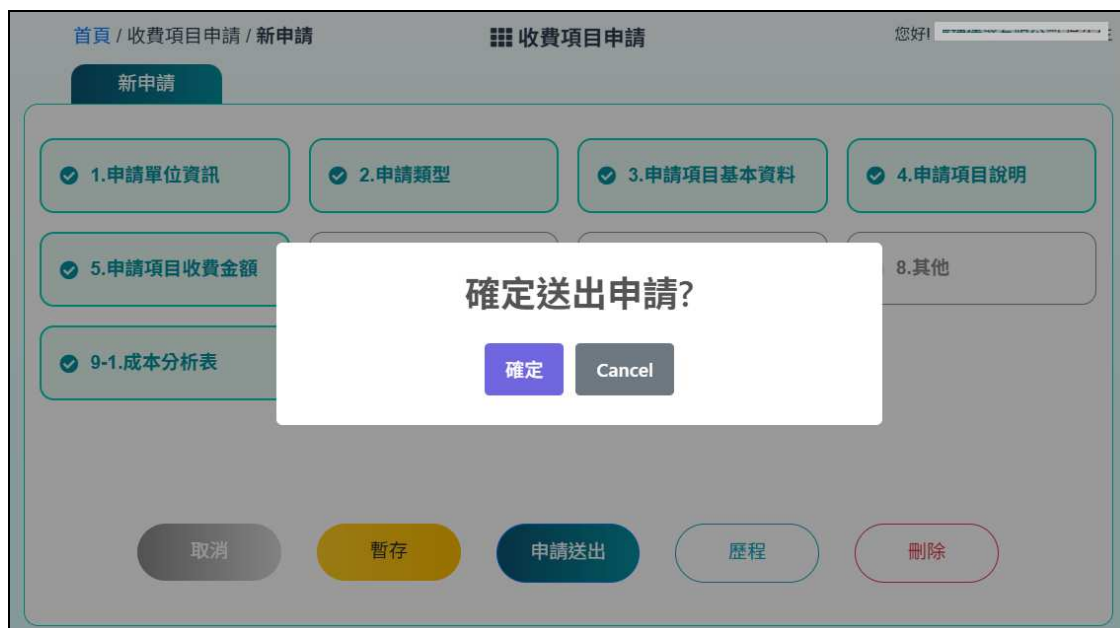 首頁 / 收費項目申請 / 新申請
收費項目申請
您好!
新申請
1.申請單位資訊
2.申請類型
3.申請項目基本資料
4.申請項目說明
5.申請項目收費金額
8.其他
9-1.成本分析表
確定送出申請?
確定
Cancel
取消
暫存
申請送出
歷程
刪除